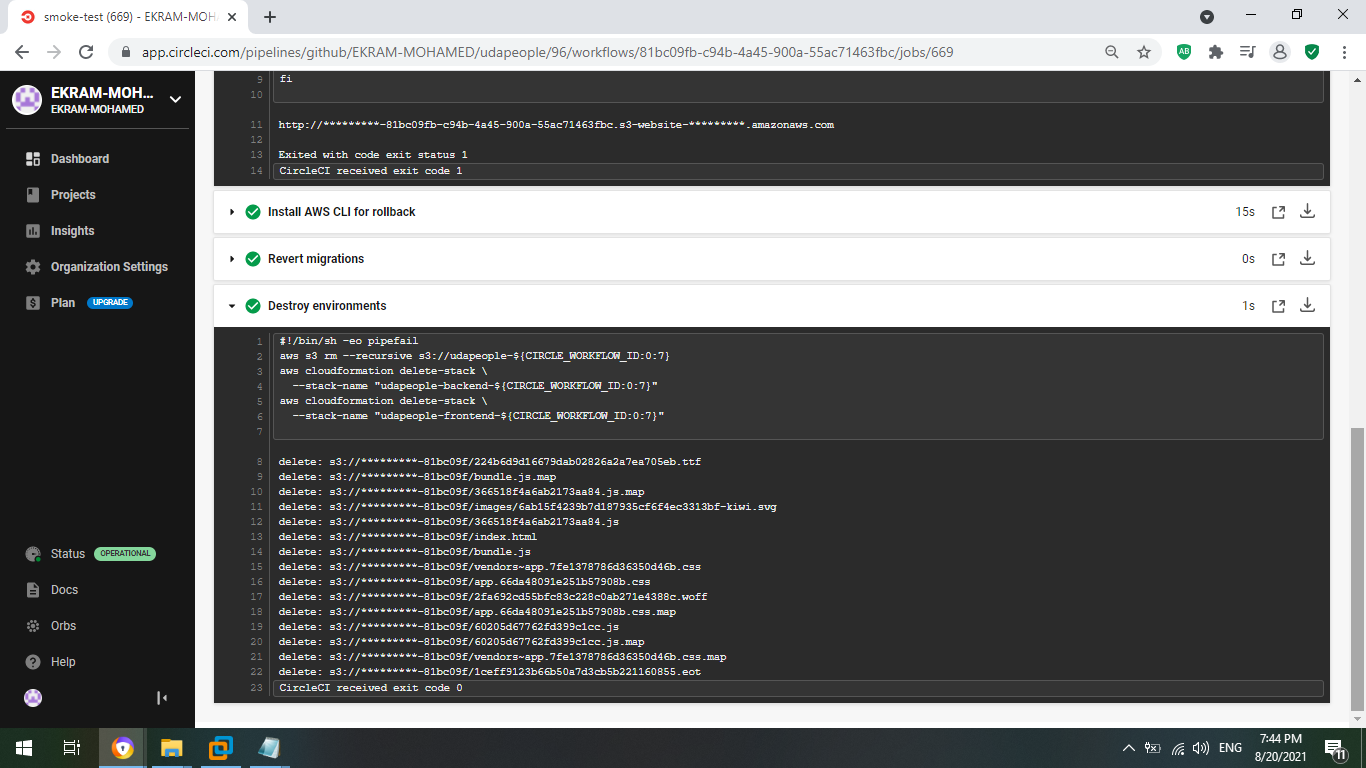 smoke-test (669) - EKRAM-MOH
app.circleci.com/pipelines/github/EKRAM-MOHAMED/udapeople/96/workflows/81bc09fb-c94b-4a45-900a-55ac71463fbc/jobs/669
EKRAM-MOH...
EKRAM-MOHAMED
Dashboard
Projects
Insights
Organization Settings
Plan UPGRADE
Status OPERATIONAL
Docs
Orbs
Help
9 fi
10
11 http://*********-81bc09fb-c94b-4a45-900a-55ac71463fbc.s3-website-*********.amazonaws.com
12
13 Exited with code exit status 1
14 CircleCI received exit code 1
Install AWS CLI for rollback 15s
Revert migrations 0s
Destroy environments 1s
1 #!/bin/sh -eo pipefail
2 aws s3 rm --recursive s3://udapeople-${CIRCLE_WORKFLOW_ID:0:7}
3 aws cloudformation delete-stack \
4 --stack-name "udapeople-backend-${CIRCLE_WORKFLOW_ID:0:7}"
5 aws cloudformation delete-stack \
6 --stack-name "udapeople-frontend-${CIRCLE_WORKFLOW_ID:0:7}"
7
8 delete: s3://*********-81bc09f/224b6d9d16679dab02826a2a7ea705eb.ttf
9 delete: s3://*********-81bc09f/bundle.js.map
10 delete: s3://*********-81bc09f/366518f4a6ab2173aa84.js.map
11 delete: s3://*********-81bc09f/images/6ab15f4239b7d187935cf6f4ec3313bf-kiwi.svg
12 delete: s3://*********-81bc09f/366518f4a6ab2173aa84.js
13 delete: s3://*********-81bc09f/index.html
14 delete: s3://*********-81bc09f/bundle.js
15 delete: s3://*********-81bc09f/vendors~app.7fe1378786d36350d46b.css
16 delete: s3://*********-81bc09f/app.66da48091e251b57908b.css
17 delete: s3://*********-81bc09f/2fa692cd55bfc83c228c0ab271e4388c.woff
18 delete: s3://*********-81bc09f/app.66da48091e251b57908b.css.map
19 delete: s3://*********-81bc09f/60205d67762fd399c1cc.js
20 delete: s3://*********-81bc09f/60205d67762fd399c1cc.js.map
21 delete: s3://*********-81bc09f/vendors~app.7fe1378786d36350d46b.css.map
22 delete: s3://*********-81bc09f/1ceff9123b66b50a7d3cb5b221160855.eot
23 CircleCI received exit code 0
ENG
7:44 PM
8/20/2021
11